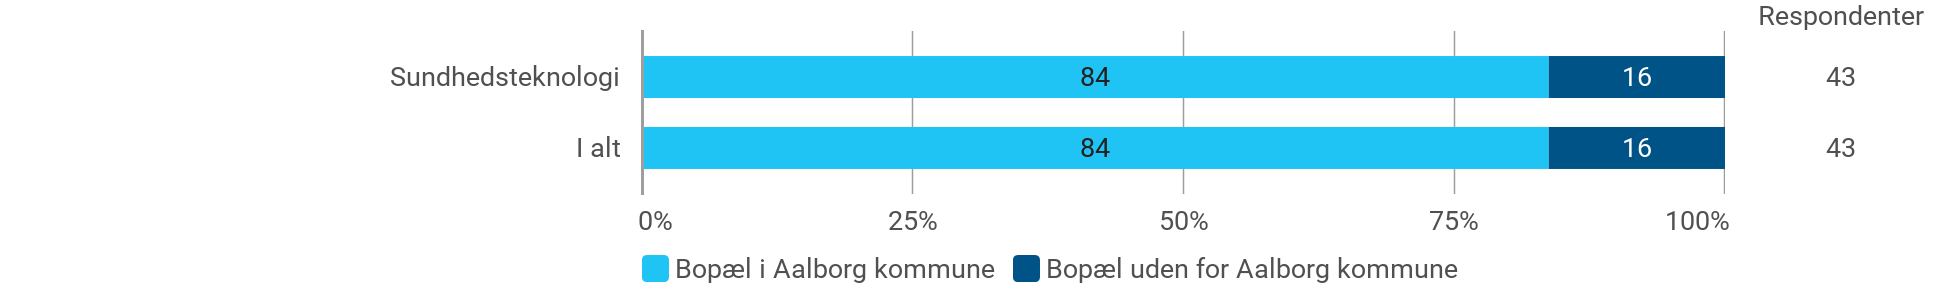 Respondenter
Sundhedsteknologi 84 16 43
I alt 84 16 43
0% 25% 50% 75% 100%
Bopæl i Aalborg kommune Bopæl uden for Aalborg kommune